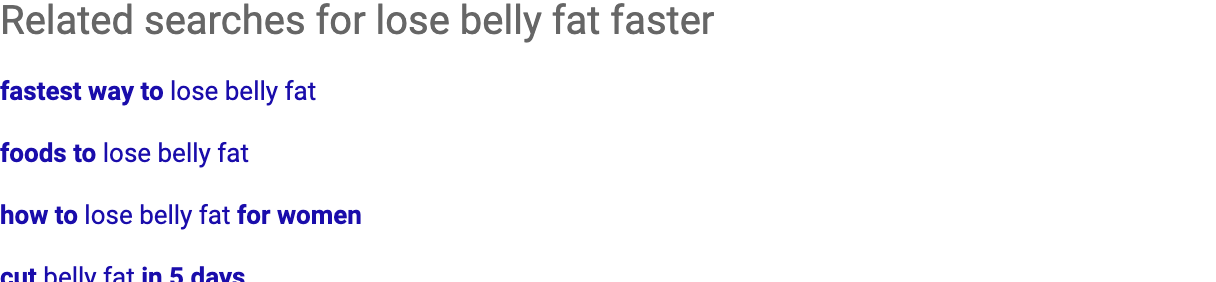 Related searches for lose belly fat faster
fastest way to lose belly fat
foods to lose belly fat
how to lose belly fat for women
cut belly fat in 5 days